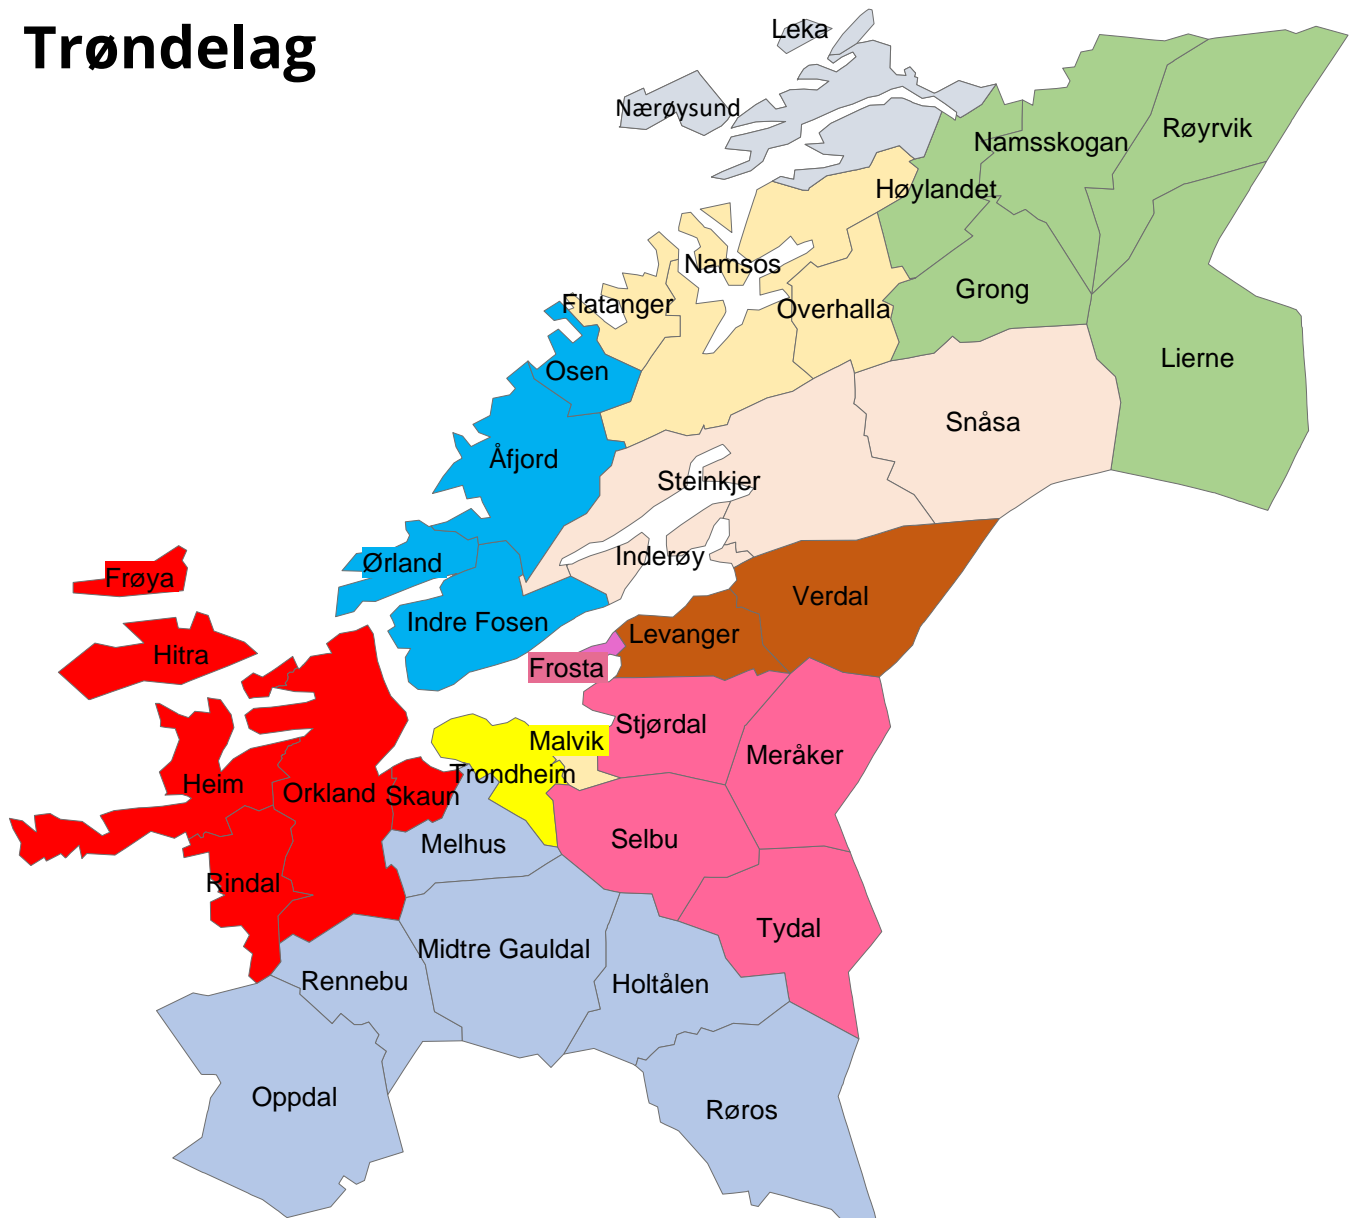 Trøndelag
Leka
Nærøysund
Røyrvik
Namsskogan
Høylandet
Namsos
Grong
Flatanger
Overhalla
Lierne
Osen
Snåsa
Åfjord
Steinkjer
Inderøy
Ørland
Frøya
Verdal
Indre Fosen
Levanger
Hitra
Frosta
Stjørdal
Malvik
Meråker
Trondheim
Heim
Orkland
Skaun
Selbu
Melhus
Rindal
Tydal
Midtre Gauldal
Rennebu
Holtålen
Oppdal
Røros